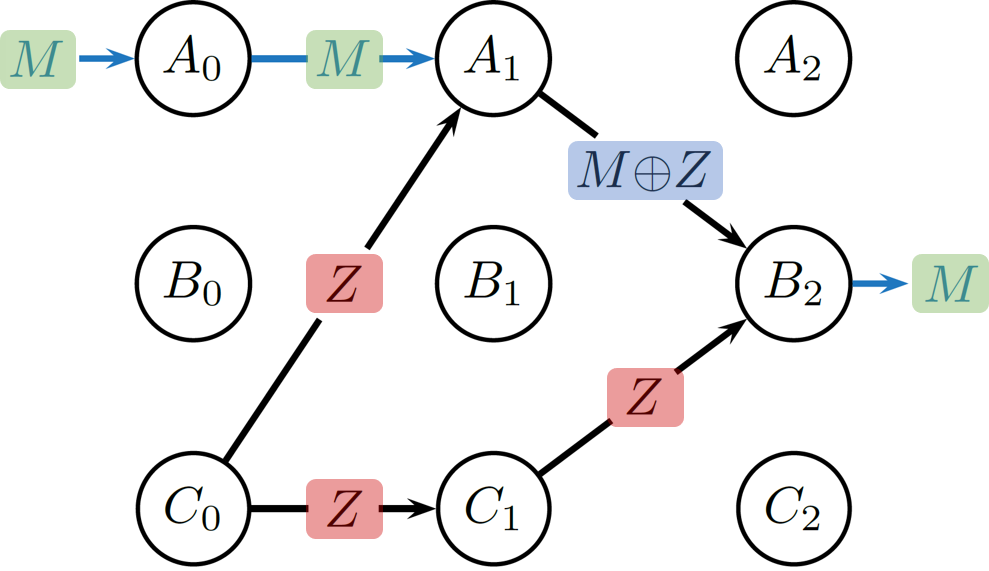 M A₀ M A₁ A₂
M⊕Z
B₀ Z B₁ B₂ M
Z
C₀ Z C₁ C₂